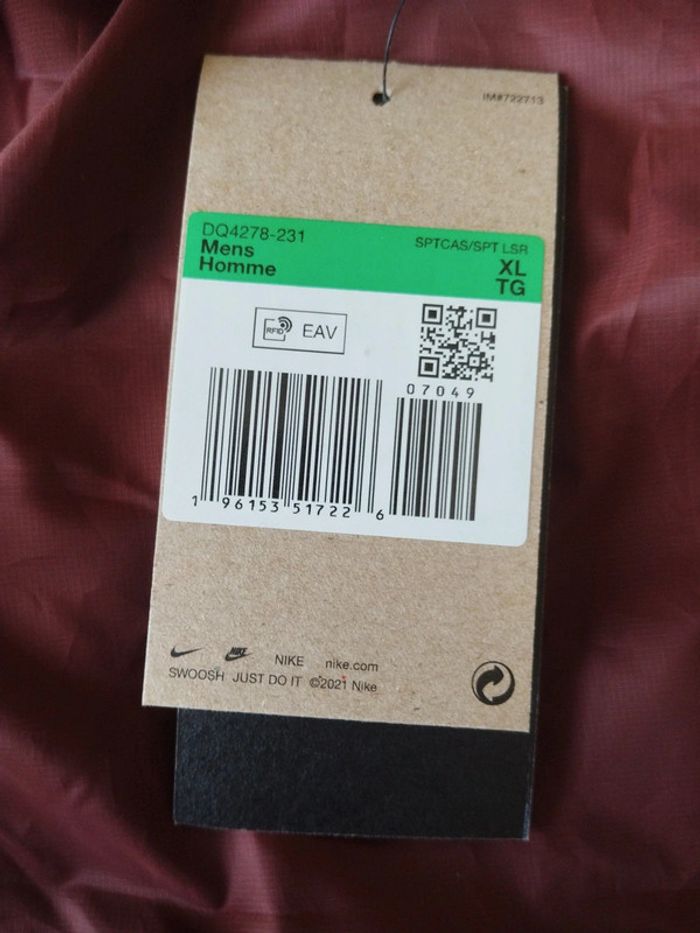 IM#722713
DQ4278-231
SPTCAS/SPT LSR
Mens
XL
Homme
TG
RFID
EAV
07049
1 96153 51722 6
NIKE
NIKE nike.com
SWOOSH JUST DO IT ©2021 Nike